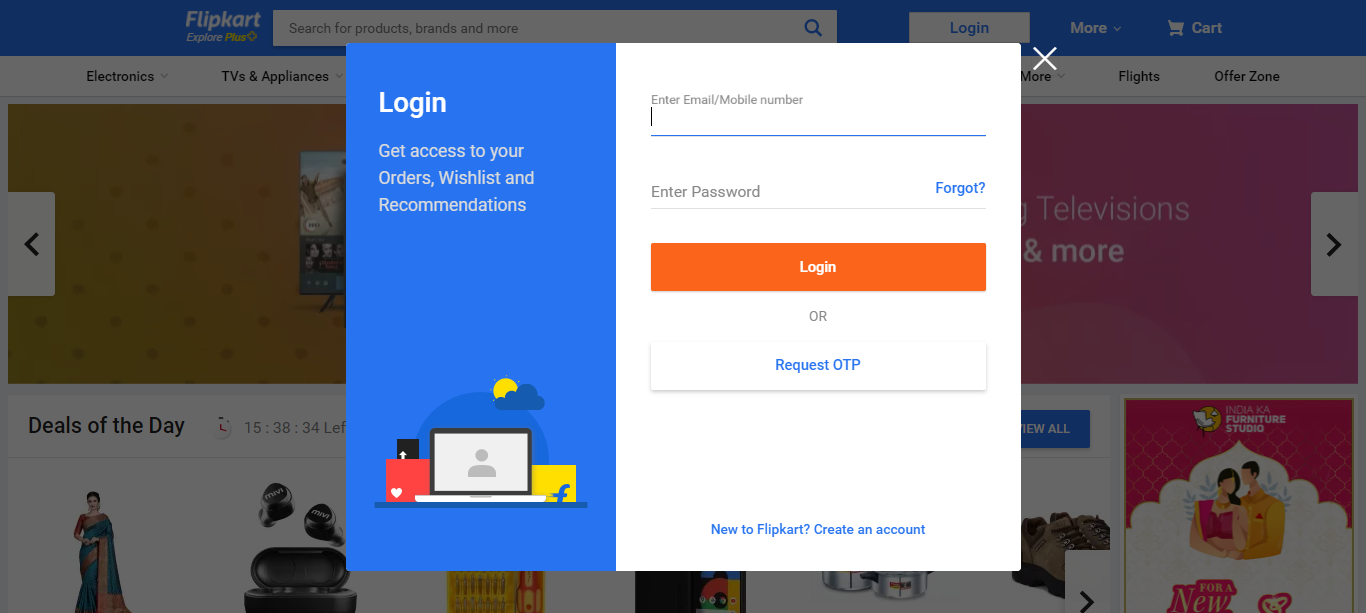 Flipkart
Explore Plus
Search for products, brands and more
Login
More
Cart
Electronics
TVs & Appliances
More
Flights
Offer Zone
Login
Get access to your
Orders, Wishlist and
Recommendations
Enter Email/Mobile number
Enter Password
Forgot?
Login
OR
Request OTP
New to Flipkart? Create an account
Televisions
& more
Deals of the Day
15 : 38 : 34 Left
VIEW ALL
INDIA KA
FURNITURE
STUDIO
mivi
mivi
FOR A
New